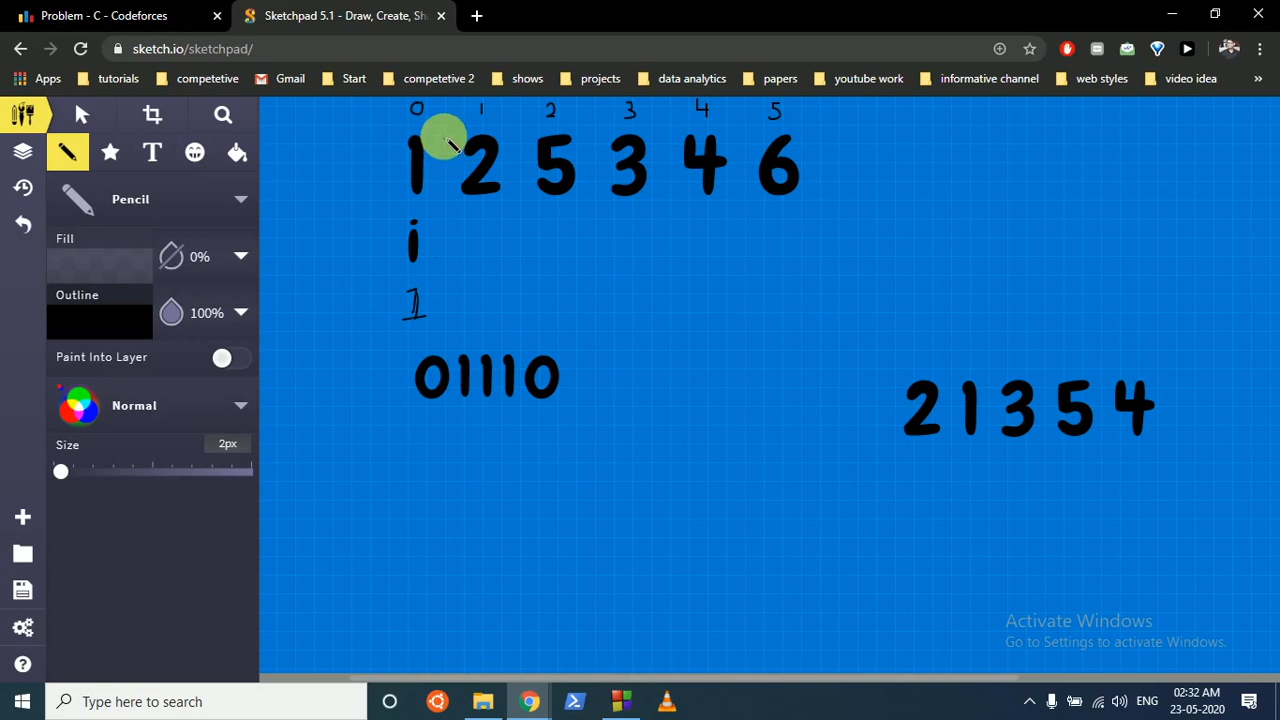 Problem - C - Codeforces
Sketchpad 5.1 - Draw, Create, Sha
sketch.io/sketchpad/
Apps tutorials competetive Gmail Start competetive 2 shows projects data analytics papers youtube work informative channel web styles video idea »
0 1 2 3 4 5
1 2 5 3 4 6
i
1
01110
2 1 3 5 4
T
Pencil
Fill
0%
Outline
100%
Paint Into Layer
Normal
Size
2px
Activate Windows
Go to Settings to activate Windows.
Type here to search
ENG
02:32 AM
23-05-2020